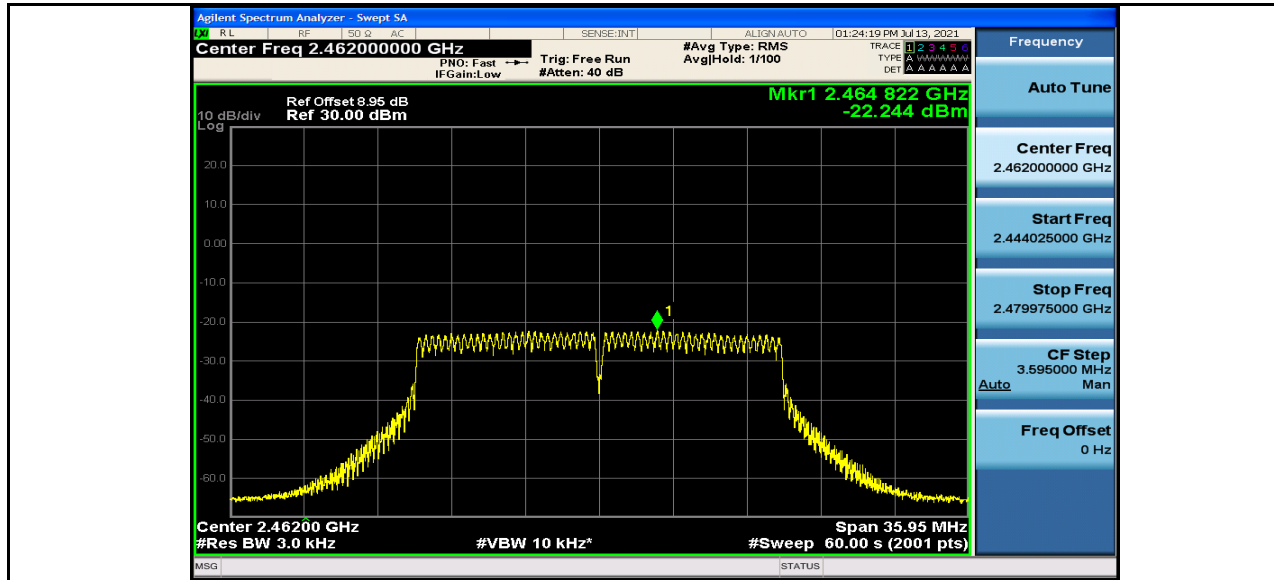 Agilent Spectrum Analyzer - Swept SA
LXI RL RF 50 Ω AC SENSE:INT ALIGNAUTO 01:24:19 PM Jul 13, 2021
Center Freq 2.462000000 GHz
PNO: Fast
IFGain:Low
Trig: Free Run
#Atten: 40 dB
#Avg Type: RMS
Avg|Hold: 1/100
TRACE 1 2 3 4 5 6
TYPE A WWWWW
DET A A A A A A
Mkr1 2.464 822 GHz
-22.244 dBm
Ref Offset 8.95 dB
10 dB/div Ref 30.00 dBm
Log
20.0
10.0
0.00
-10.0
1
-20.0
-30.0
-40.0
-50.0
-60.0
Center 2.46200 GHz Span 35.95 MHz
#Res BW 3.0 kHz #VBW 10 kHz* #Sweep 60.00 s (2001 pts)
MSG STATUS
Frequency
Auto Tune
Center Freq
2.462000000 GHz
Start Freq
2.444025000 GHz
Stop Freq
2.479975000 GHz
CF Step
3.595000 MHz
Auto Man
Freq Offset
0 Hz